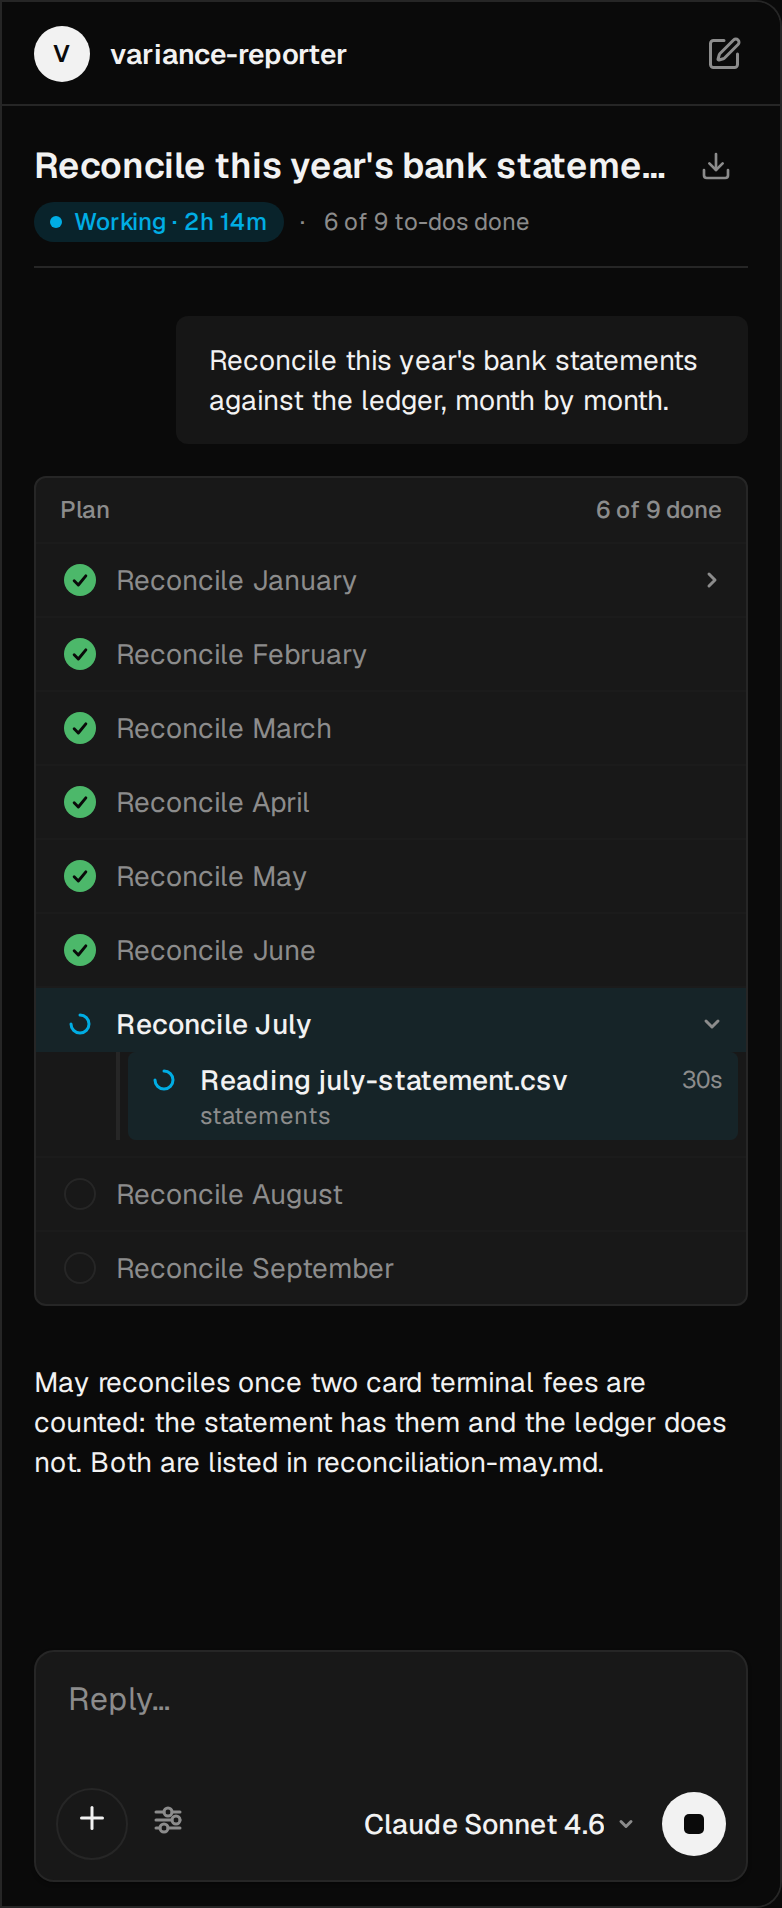 V
variance-reporter
Reconcile this year's bank stateme...
Working · 2h 14m · 6 of 9 to-dos done
Reconcile this year's bank statements
against the ledger, month by month.
Plan 6 of 9 done
Reconcile January
Reconcile February
Reconcile March
Reconcile April
Reconcile May
Reconcile June
Reconcile July
Reading july-statement.csv 30s
statements
Reconcile August
Reconcile September
May reconciles once two card terminal fees are
counted: the statement has them and the ledger does
not. Both are listed in reconciliation-may.md.
Reply...
Claude Sonnet 4.6